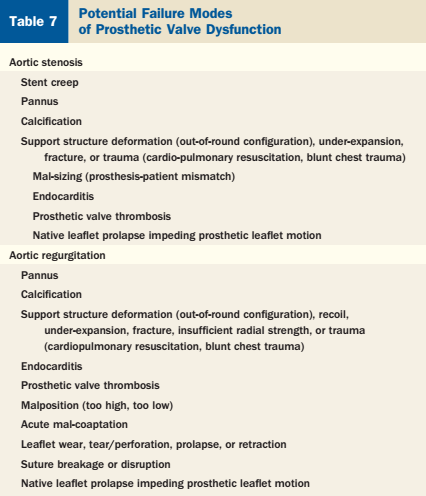 Table 7
Potential Failure Modes
of Prosthetic Valve Dysfunction
Aortic stenosis
Stent creep
Pannus
Calcification
Support structure deformation (out-of-round configuration), under-expansion,
fracture, or trauma (cardio-pulmonary resuscitation, blunt chest trauma)
Mal-sizing (prosthesis-patient mismatch)
Endocarditis
Prosthetic valve thrombosis
Native leaflet prolapse impeding prosthetic leaflet motion
Aortic regurgitation
Pannus
Calcification
Support structure deformation (out-of-round configuration), recoil,
under-expansion, fracture, insufficient radial strength, or trauma
(cardiopulmonary resuscitation, blunt chest trauma)
Endocarditis
Prosthetic valve thrombosis
Malposition (too high, too low)
Acute mal-coaptation
Leaflet wear, tear/perforation, prolapse, or retraction
Suture breakage or disruption
Native leaflet prolapse impeding prosthetic leaflet motion